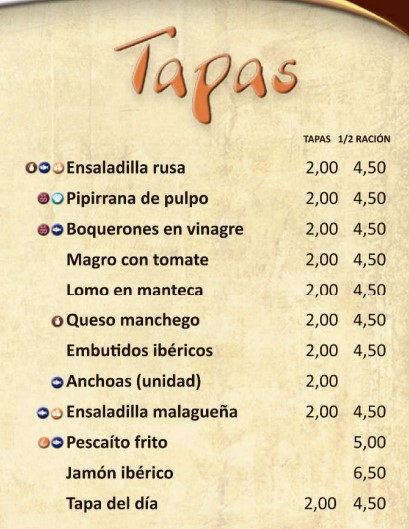 Tapas
TAPAS 1/2 RACIÓN
Ensaladilla rusa 2,00 4,50
Pipirrana de pulpo 2,00 4,50
Boquerones en vinagre 2,00 4,50
Magro con tomate 2,00 4,50
Lomo en manteca 2,00 4,50
Queso manchego 2,00 4,50
Embutidos ibéricos 2,00 4,50
Anchoas (unidad) 2,00
Ensaladilla malagueña 2,00 4,50
Pescaíto frito 5,00
Jamón ibérico 6,50
Tapa del día 2,00 4,50